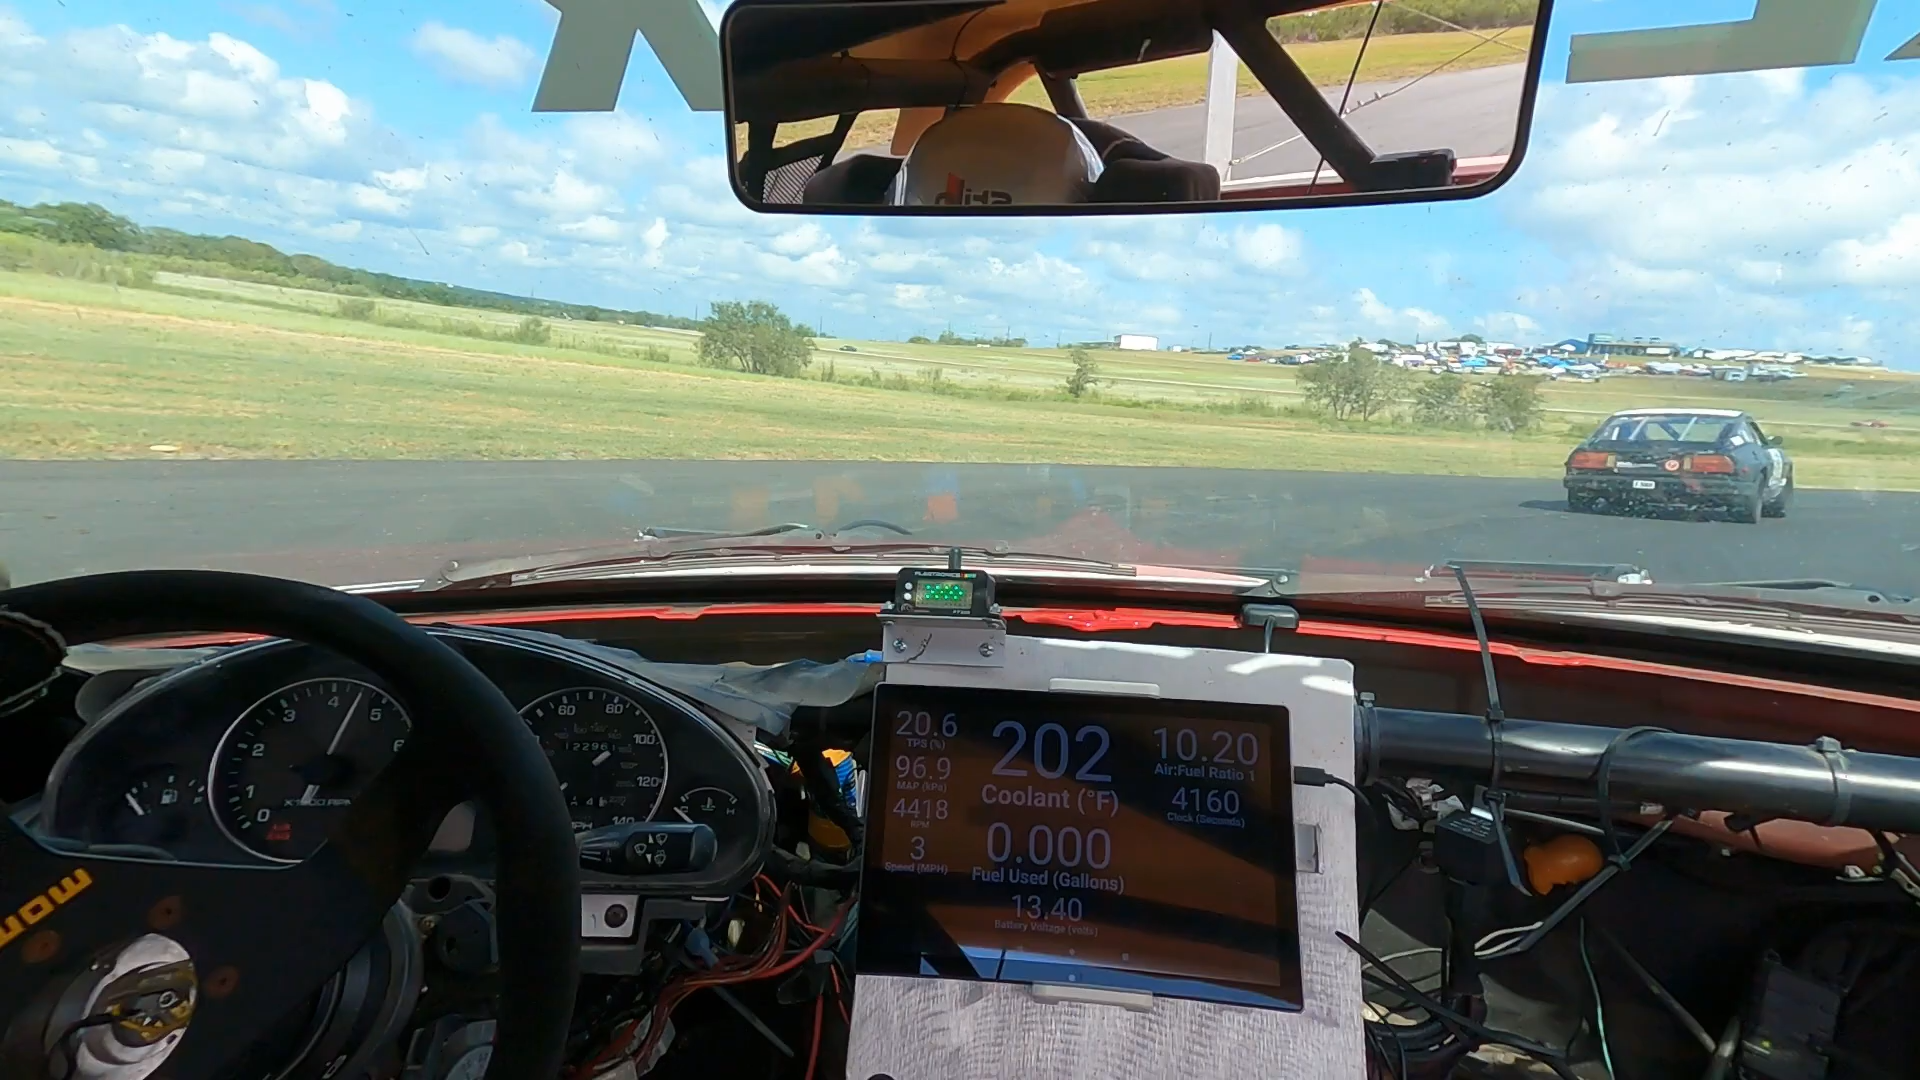 20.6
TPS (%)
96.9
MAP (kPa)
4418
RPM
3
Speed (MPH)
202
Coolant (°F)
0.000
Fuel Used (Gallons)
13.40
Battery Voltage (volts)
10.20
Air:Fuel Ratio 1
4160
Clock (Seconds)
0
1
2
3
4
5
6
X1000 RPM
60
80
100
120
140
12296
H
MOMO